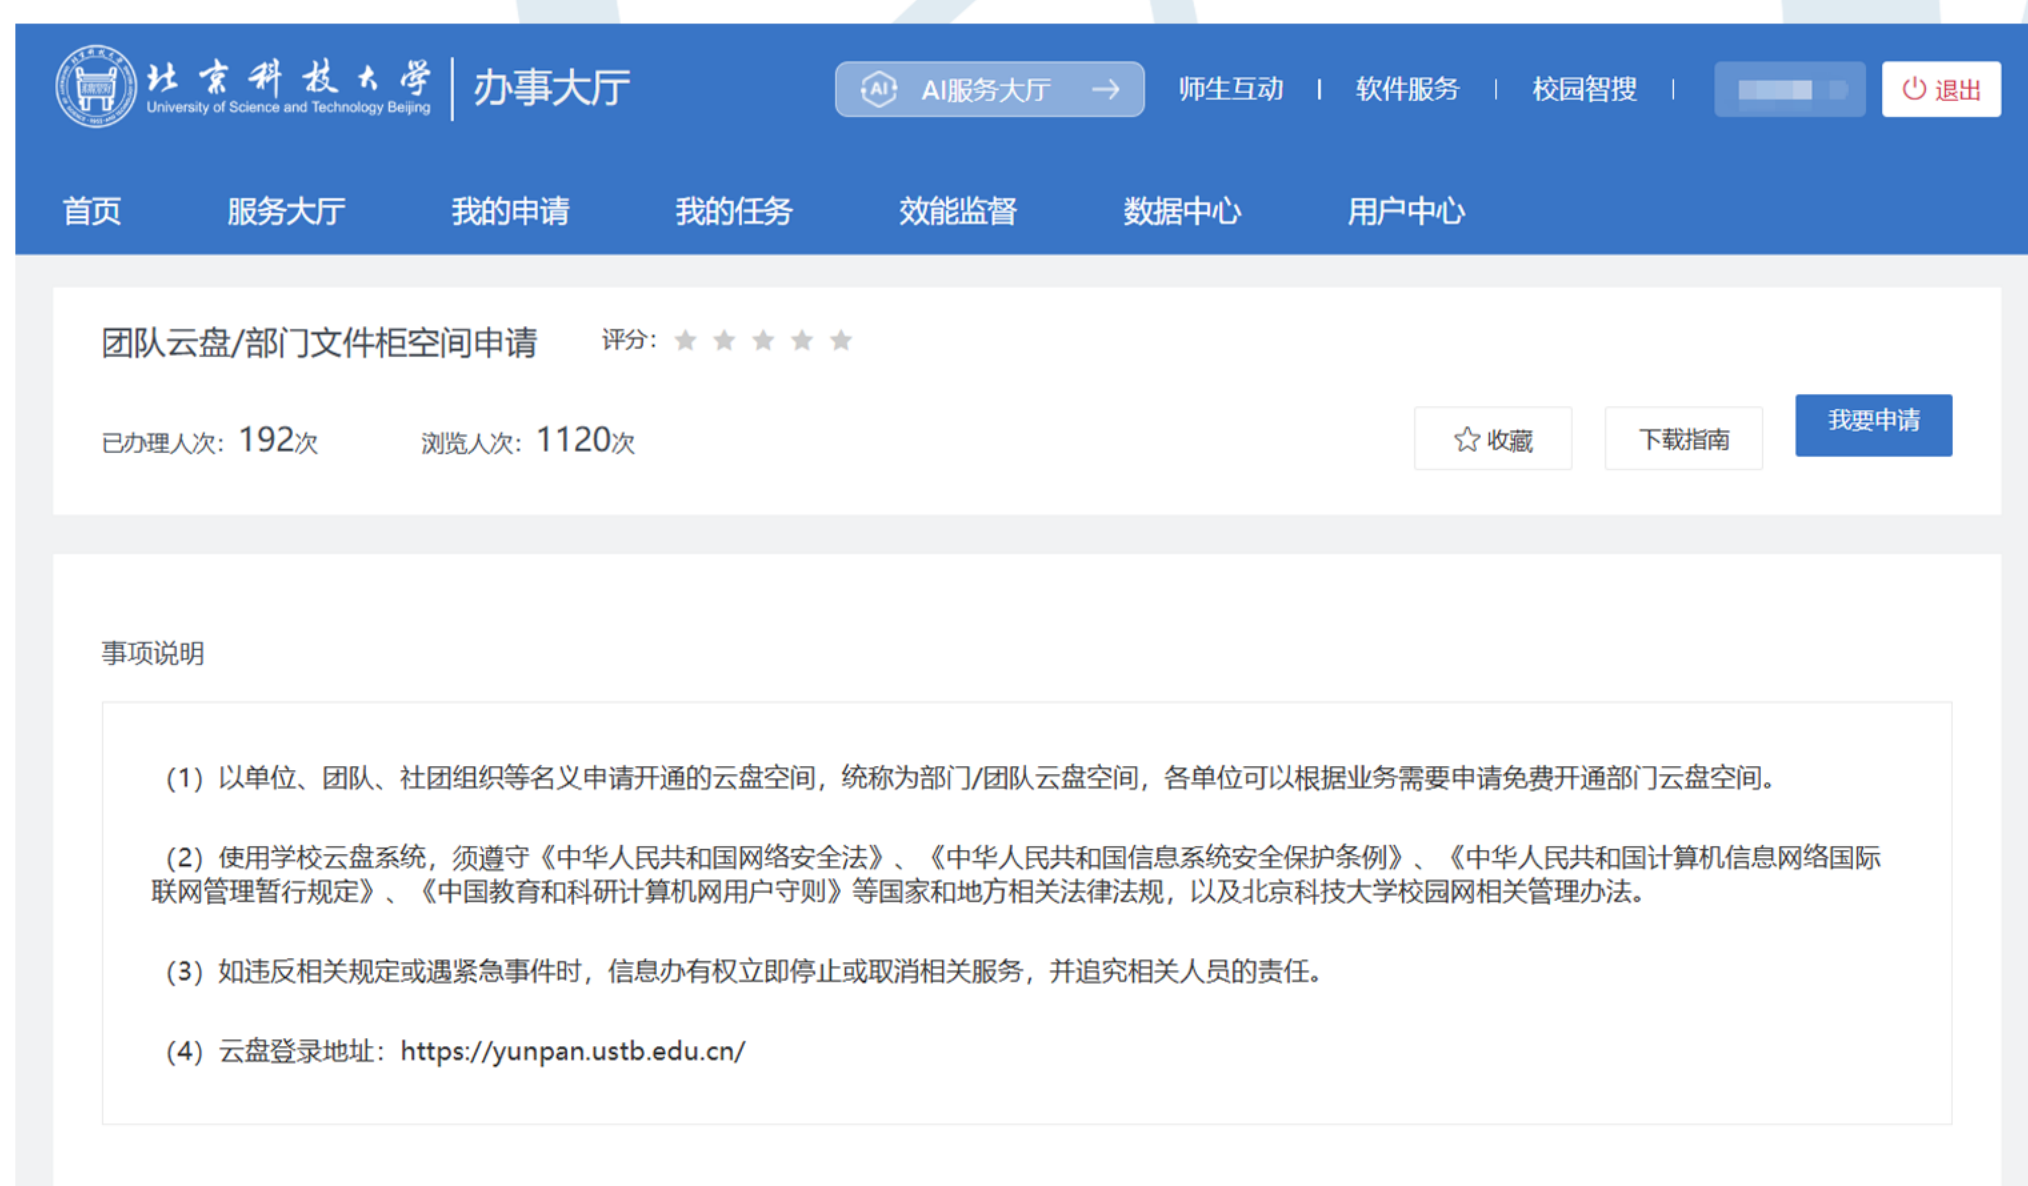 北京科技大学
University of Science and Technology Beijing
办事大厅
AI AI服务大厅 →
师生互动 | 软件服务 | 校园智搜 |
退出
首页 服务大厅 我的申请 我的任务 效能监督 数据中心 用户中心
团队云盘/部门文件柜空间申请 评分: ★ ★ ★ ★ ★
已办理人次: 192次 浏览人次: 1120次
☆ 收藏 下载指南 我要申请
事项说明
（1）以单位、团队、社团组织等名义申请开通的云盘空间，统称为部门/团队云盘空间，各单位可以根据业务需要申请免费开通部门云盘空间。
（2）使用学校云盘系统，须遵守《中华人民共和国网络安全法》、《中华人民共和国信息系统安全保护条例》、《中华人民共和国计算机信息网络国际
联网管理暂行规定》、《中国教育和科研计算机网用户守则》等国家和地方相关法律法规，以及北京科技大学校园网相关管理办法。
（3）如违反相关规定或遇紧急事件时，信息办有权立即停止或取消相关服务，并追究相关人员的责任。
（4）云盘登录地址：https://yunpan.ustb.edu.cn/